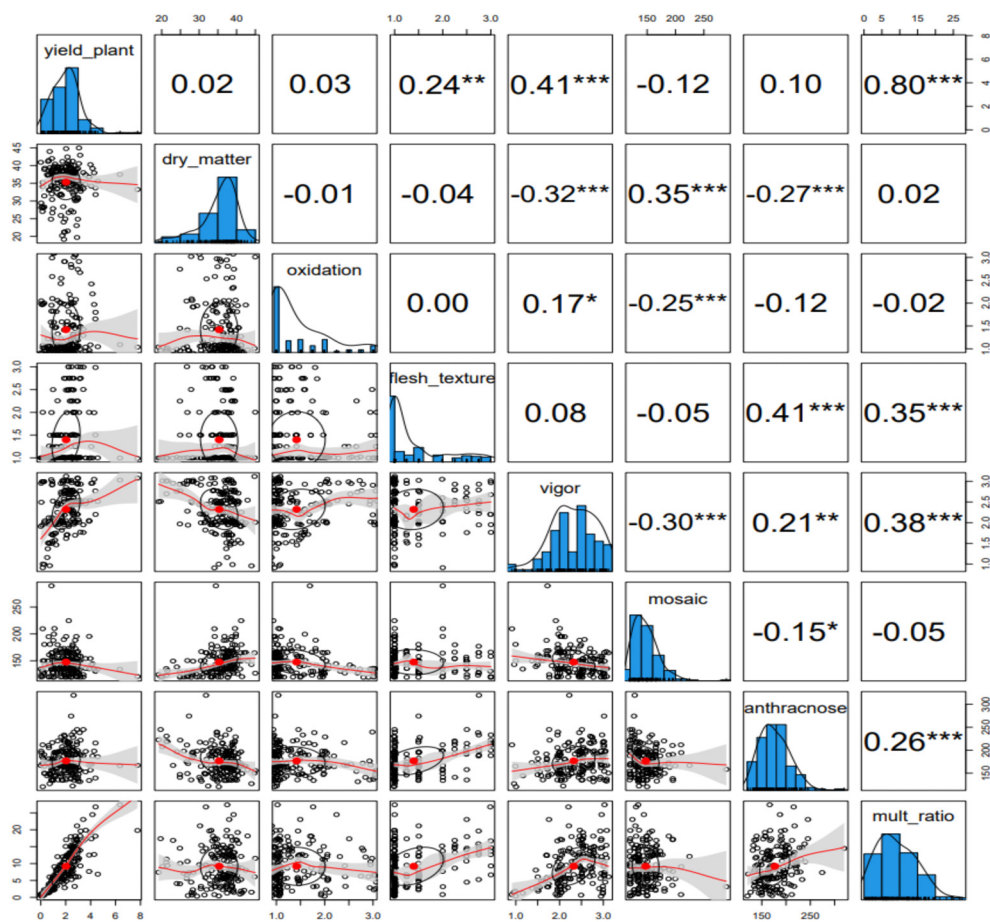 20 30 40
1.0 2.0 3.0
150 200 250
0 5 15 25
yield_plant
0.02
0.03
0.24**
0.41***
-0.12
0.10
0.80***
0 2 4 6 8
20 25 30 35 40 45
dry_matter
-0.01
-0.04
-0.32***
0.35***
-0.27***
0.02
oxidation
0.00
0.17*
-0.25***
-0.12
-0.02
1.0 1.5 2.0 2.5 3.0
1.0 1.5 2.0 2.5 3.0
flesh_texture
0.08
-0.05
0.41***
0.35***
vigor
-0.30***
0.21**
0.38***
1.0 1.5 2.0 2.5 3.0
150 200 250
mosaic
-0.15*
-0.05
anthracnose
0.26***
150 200 250 300
0 5 10 20
mult_ratio
0 2 4 6 8
1.0 2.0 3.0
1.0 2.0 3.0
150 200 250 300